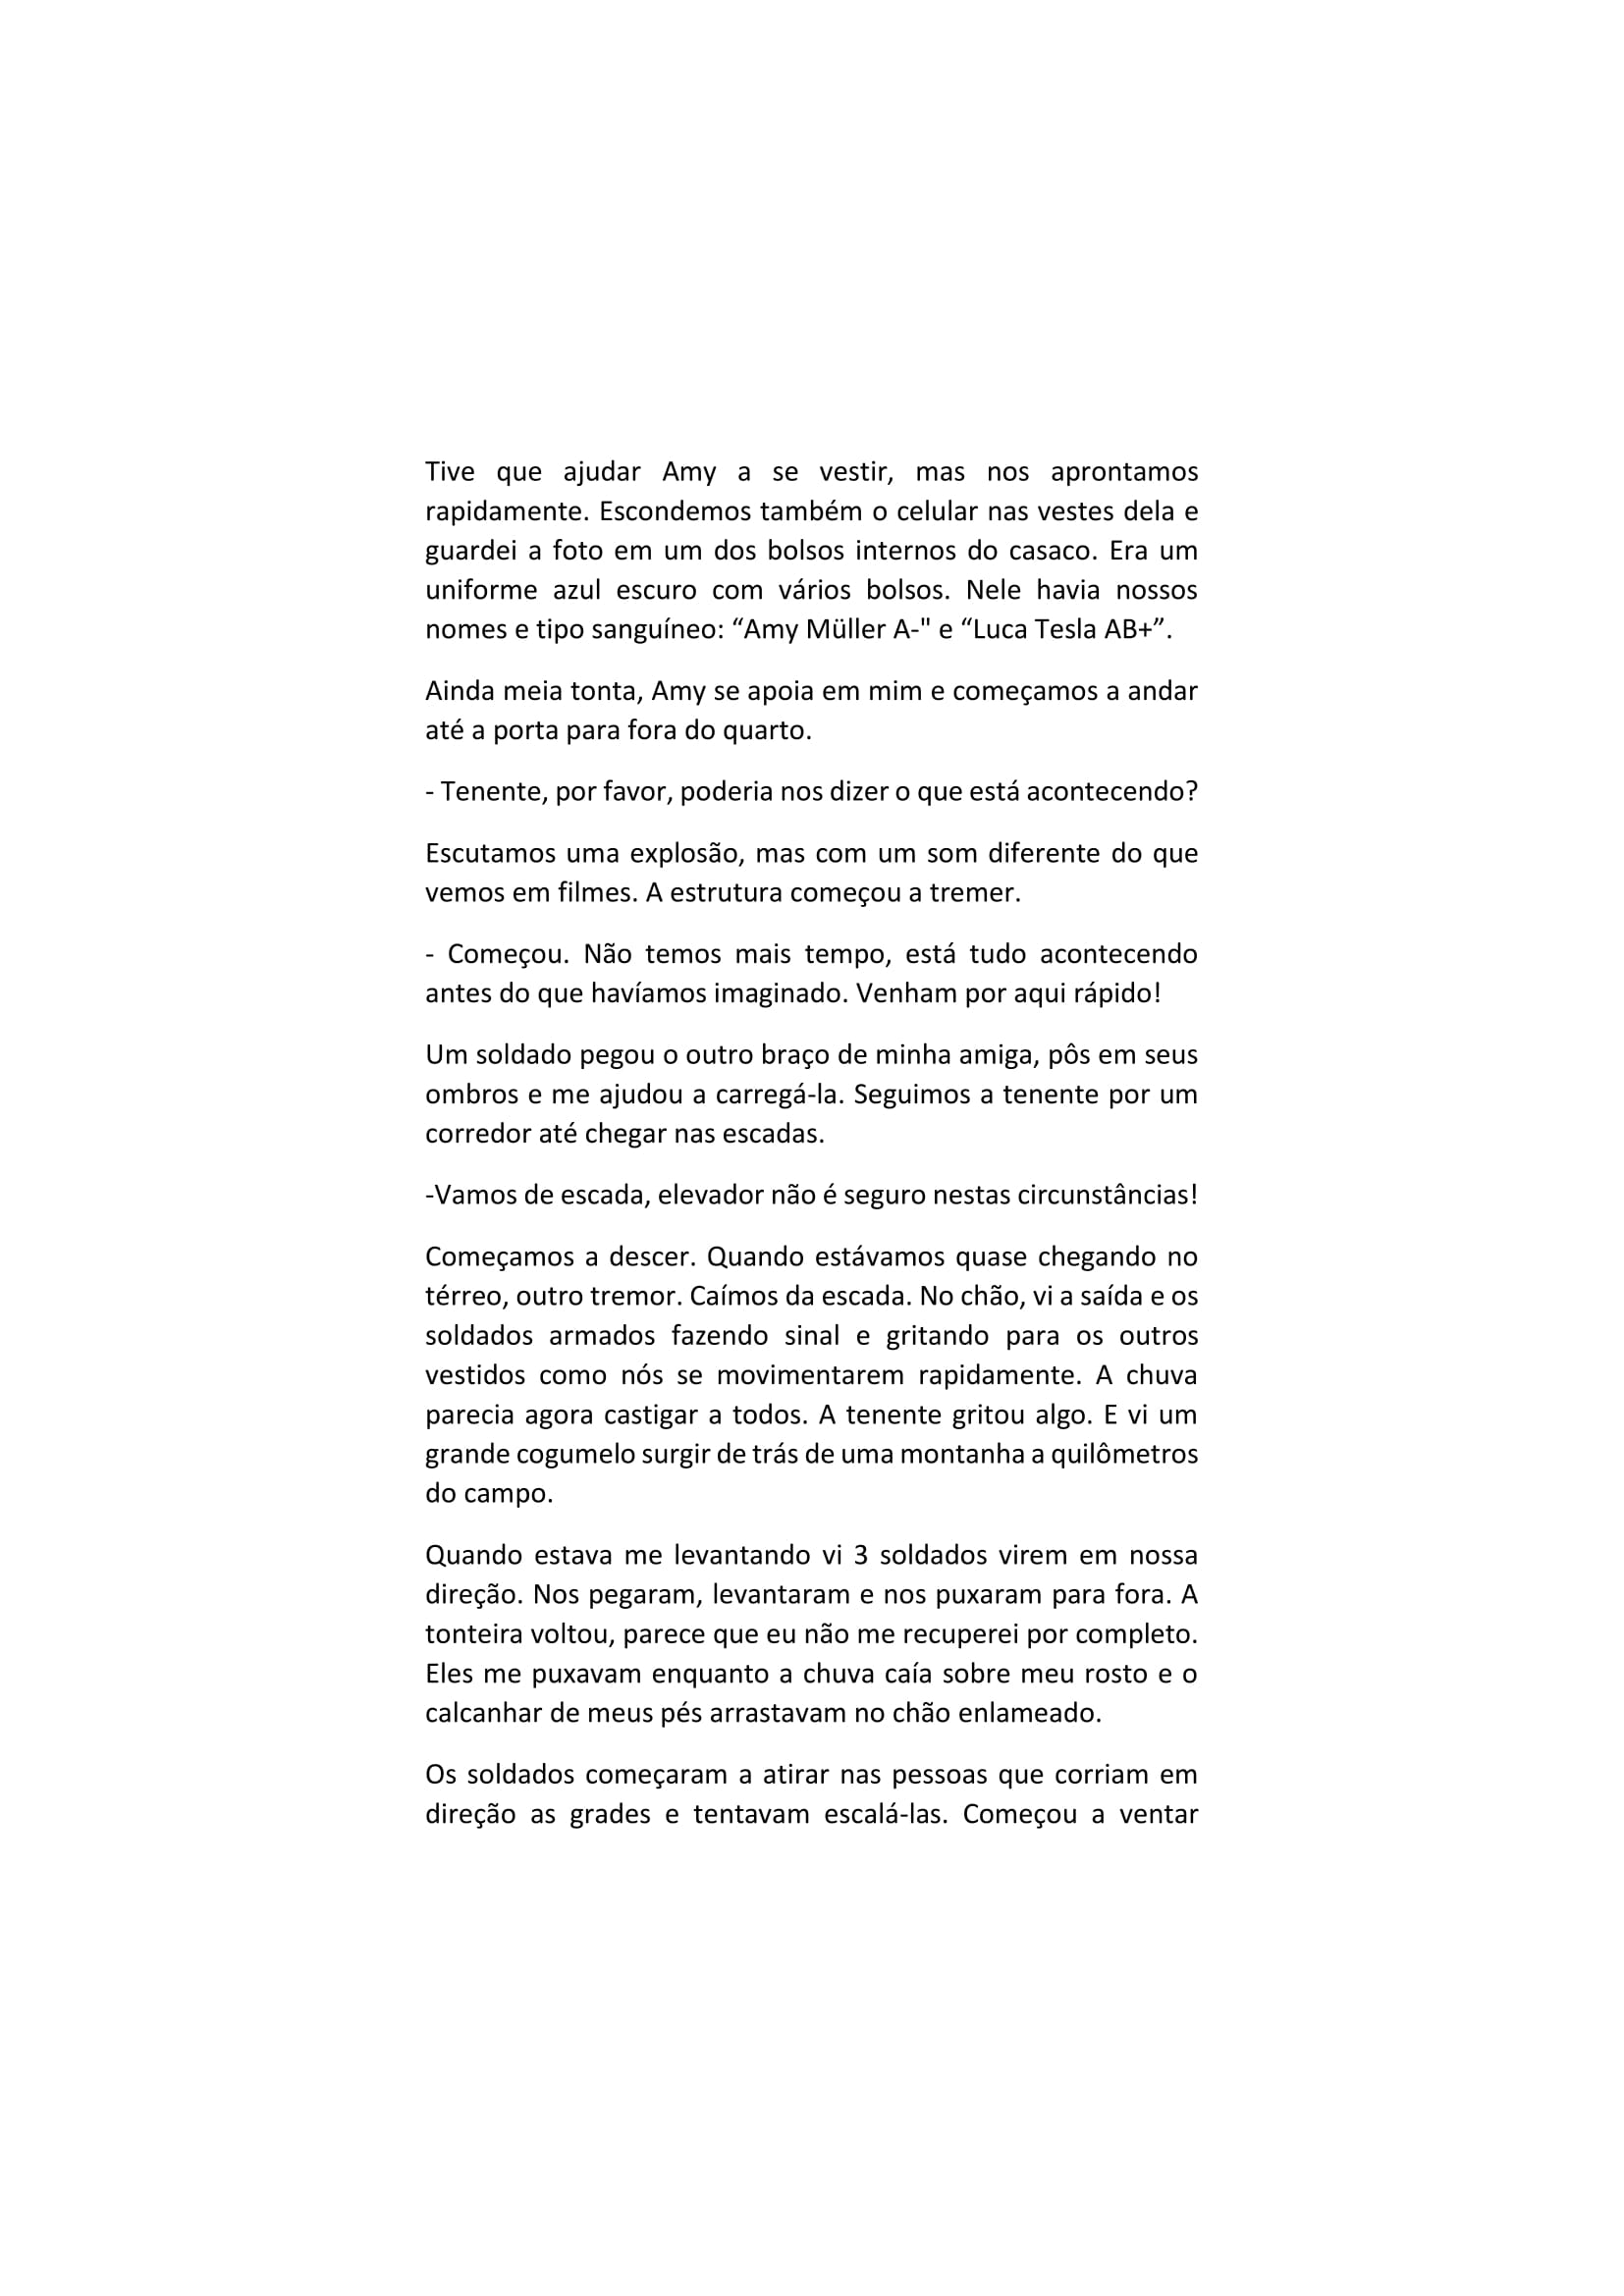 Tive que ajudar Amy a se vestir, mas nos aprontamos
rapidamente. Escondemos também o celular nas vestes dela e
guardei a foto em um dos bolsos internos do casaco. Era um
uniforme azul escuro com vários bolsos. Nele havia nossos
nomes e tipo sanguíneo: “Amy Müller A-" e “Luca Tesla AB+”.
Ainda meia tonta, Amy se apoia em mim e começamos a andar
até a porta para fora do quarto.
- Tenente, por favor, poderia nos dizer o que está acontecendo?
Escutamos uma explosão, mas com um som diferente do que
vemos em filmes. A estrutura começou a tremer.
- Começou. Não temos mais tempo, está tudo acontecendo
antes do que havíamos imaginado. Venham por aqui rápido!
Um soldado pegou o outro braço de minha amiga, pôs em seus
ombros e me ajudou a carregá-la. Seguimos a tenente por um
corredor até chegar nas escadas.
-Vamos de escada, elevador não é seguro nestas circunstâncias!
Começamos a descer. Quando estávamos quase chegando no
térreo, outro tremor. Caímos da escada. No chão, vi a saída e os
soldados armados fazendo sinal e gritando para os outros
vestidos como nós se movimentarem rapidamente. A chuva
parecia agora castigar a todos. A tenente gritou algo. E vi um
grande cogumelo surgir de trás de uma montanha a quilômetros
do campo.
Quando estava me levantando vi 3 soldados virem em nossa
direção. Nos pegaram, levantaram e nos puxaram para fora. A
tonteira voltou, parece que eu não me recuperei por completo.
Eles me puxavam enquanto a chuva caía sobre meu rosto e o
calcanhar de meus pés arrastavam no chão enlameado.
Os soldados começaram a atirar nas pessoas que corriam em
direção as grades e tentavam escalá-las. Começou a ventar